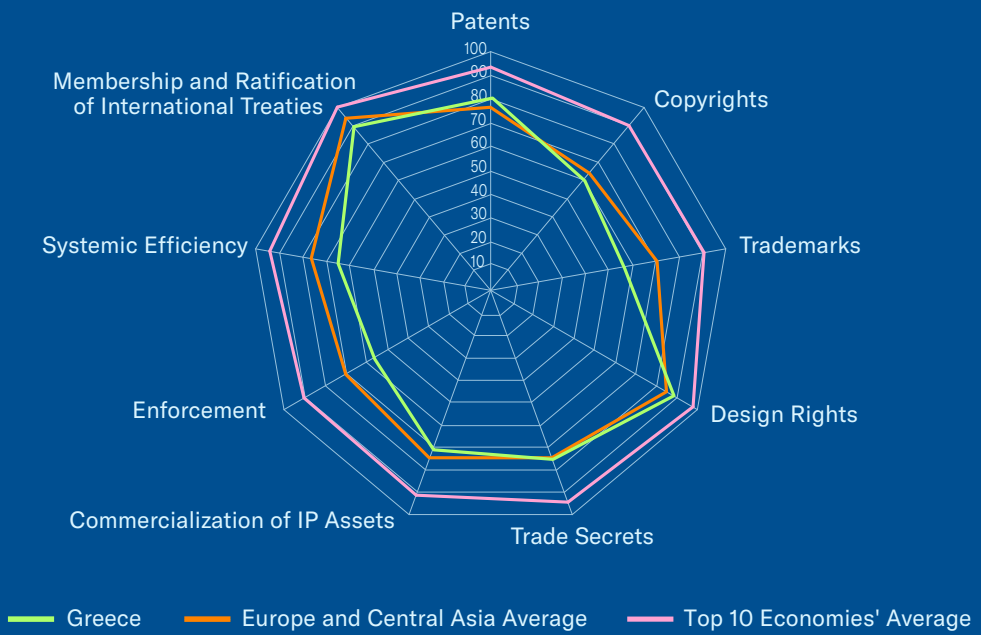 Patents
100
90
80
70
60
50
40
30
20
10
Membership and Ratification
of International Treaties
Copyrights
Systemic Efficiency
Trademarks
Enforcement
Design Rights
Commercialization of IP Assets
Trade Secrets
Greece
Europe and Central Asia Average
Top 10 Economies' Average